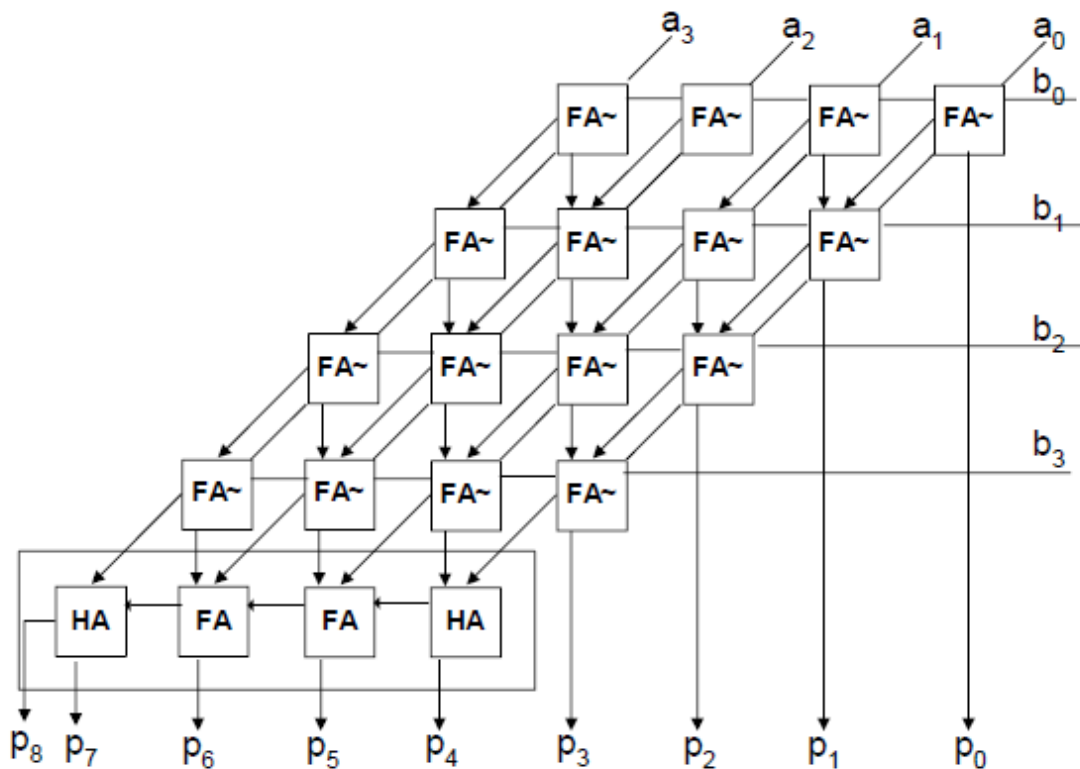 a3 a2 a1 a0
b0
FA~ FA~ FA~ FA~
b1
FA~ FA~ FA~ FA~
b2
FA~ FA~ FA~ FA~
b3
FA~ FA~ FA~ FA~
HA FA FA HA
p8 p7 p6 p5 p4 p3 p2 p1 p0